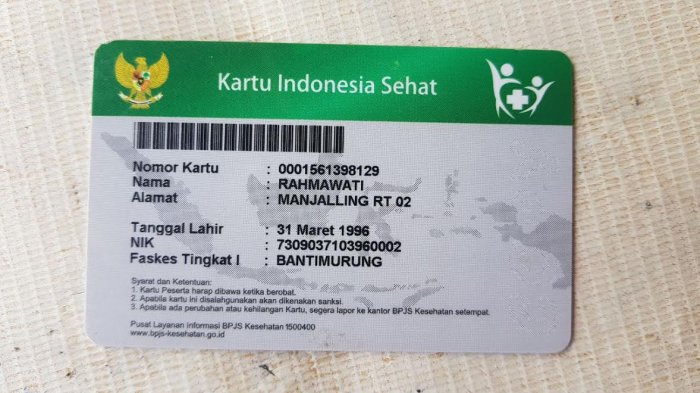 Kartu Indonesia Sehat
Nomor Kartu : 0001561398129
Nama : RAHMAWATI
Alamat : MANJALLING RT 02
Tanggal Lahir : 31 Maret 1996
NIK : 7309037103960002
Faskes Tingkat I : BANTIMURUNG
Syarat dan Ketentuan:
1. Kartu Peserta harap dibawa ketika berobat.
2. Apabila kartu ini disalahgunakan akan dikenakan sanksi.
3. Apabila ada perubahan atau kehilangan Kartu, segera lapor ke kantor BPJS Kesehatan setempat.
Pusat Layanan Informasi BPJS Kesehatan 1500400
www.bpjs-kesehatan.go.id